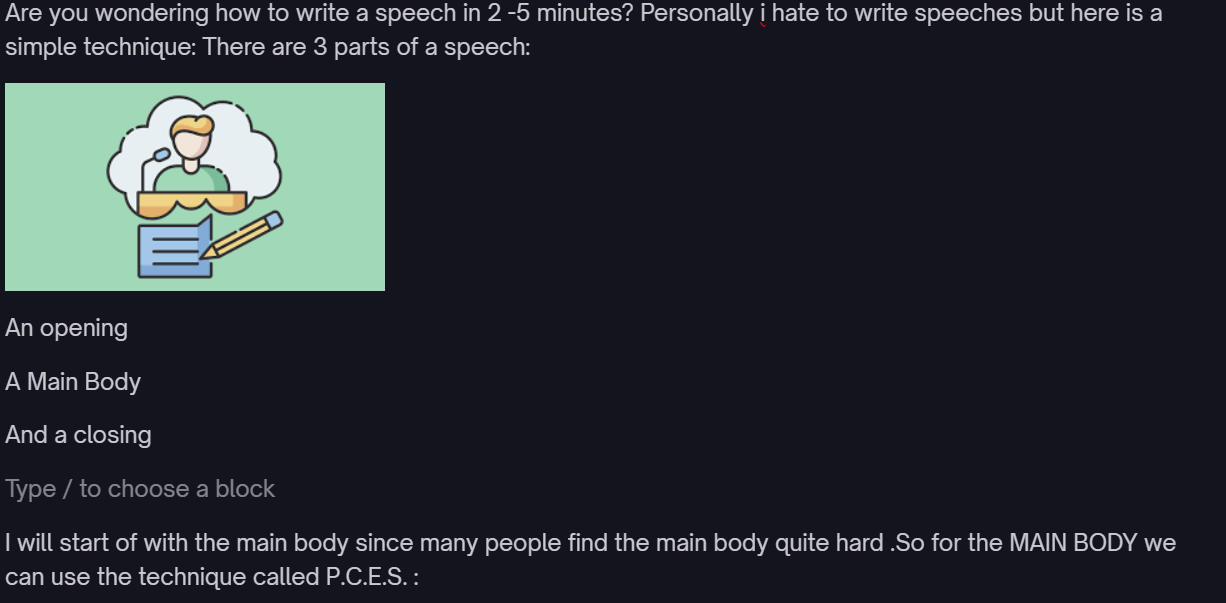 Are you wondering how to write a speech in 2 -5 minutes? Personally i hate to write speeches but here is a
simple technique: There are 3 parts of a speech:
An opening
A Main Body
And a closing
Type / to choose a block
I will start of with the main body since many people find the main body quite hard .So for the MAIN BODY we
can use the technique called P.C.E.S. :